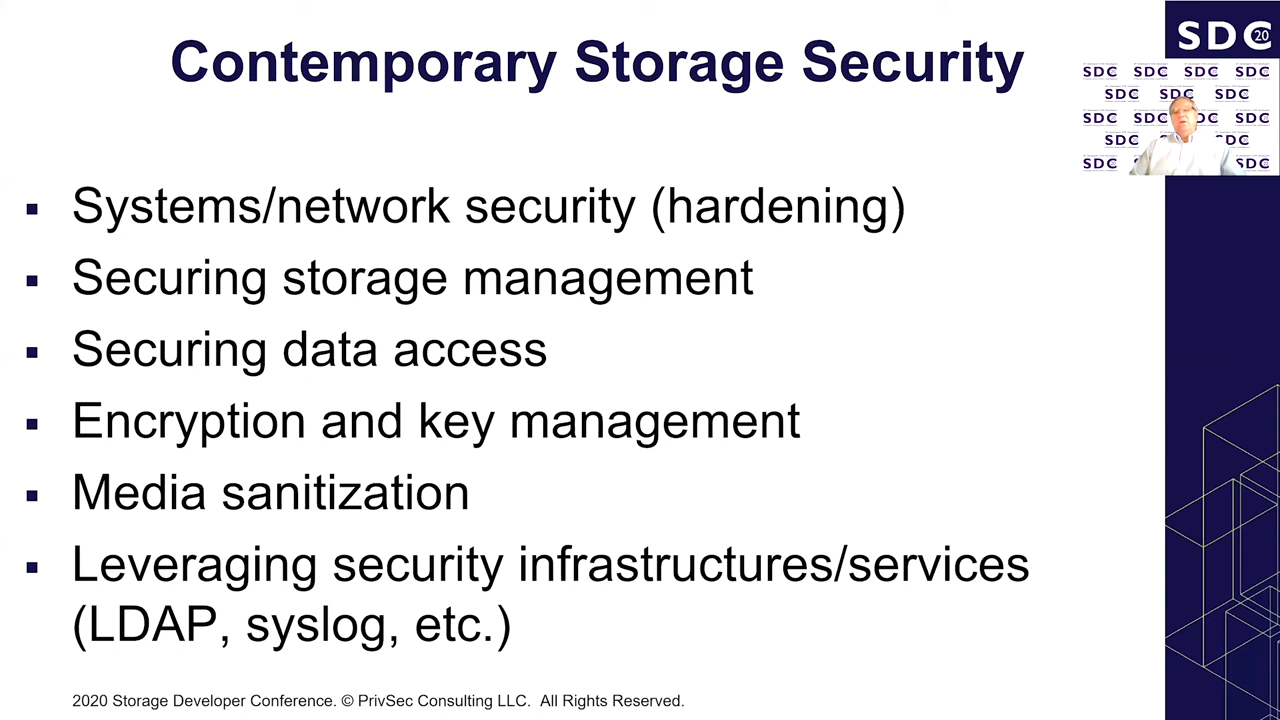 Contemporary Storage Security
SDC 20
SDC SDC SDC SDC
SDC SDC SDC
SDC SDC DC SDC
SDC DC
SDC SDC
▪ Systems/network security (hardening)
▪ Securing storage management
▪ Securing data access
▪ Encryption and key management
▪ Media sanitization
▪ Leveraging security infrastructures/services
(LDAP, syslog, etc.)
2020 Storage Developer Conference. © PrivSec Consulting LLC. All Rights Reserved.